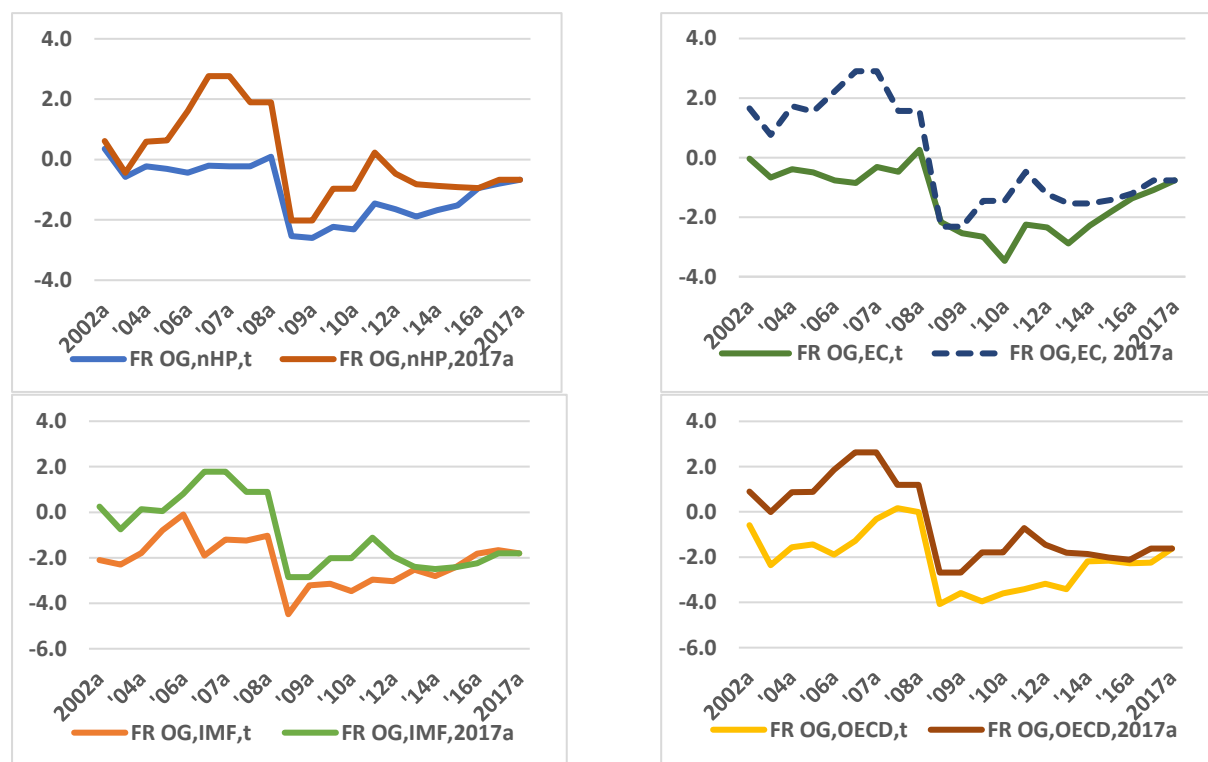 4.0
2.0
0.0
-2.0
-4.0
2002a '04a '06a '07a '08a '09a '10a '12a '14a '16a 2017a
FR OG,nHP,t FR OG,nHP,2017a
4.0
2.0
0.0
-2.0
-4.0
2002a '04a '06a '07a '08a '09a '10a '12a '14a '16a 2017a
FR OG,EC,t FR OG,EC, 2017a
4.0
2.0
0.0
-2.0
-4.0
-6.0
2002a '04a '06a '07a '08a '09a '10a '12a '14a '16a 2017a
FR OG,IMF,t FR OG,IMF,2017a
4.0
2.0
0.0
-2.0
-4.0
-6.0
2002a '04a '06a '07a '08a '09a '10a '12a '14a '16a 2017a
FR OG,OECD,t FR OG,OECD,2017a